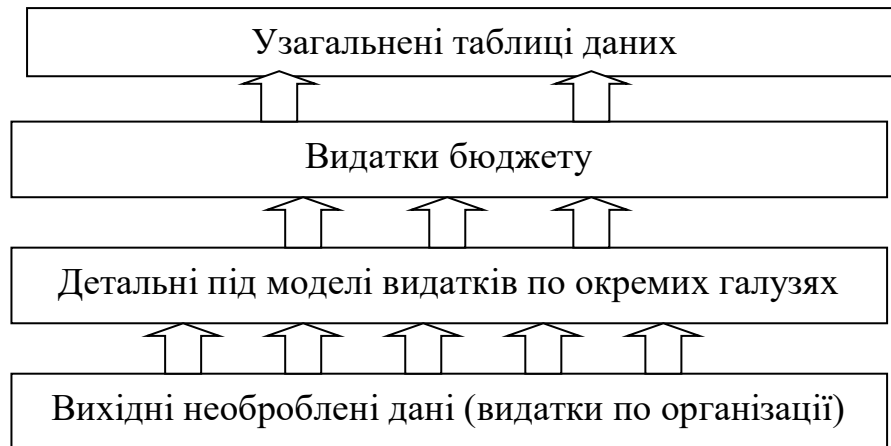 Узагальнені таблиці даних
Видатки бюджету
Детальні під моделі видатків по окремих галузях
Вихідні необроблені дані (видатки по організації)